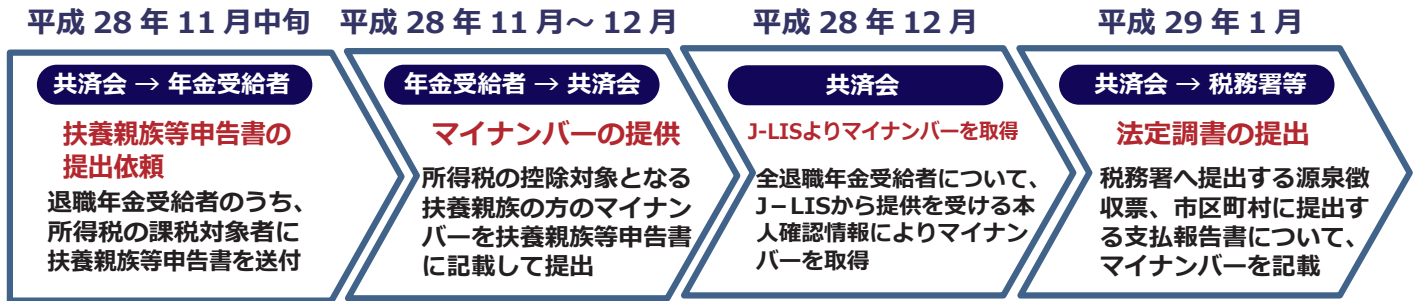 平成 28 年 11 月中旬
共済会 → 年金受給者
扶養親族等申告書の
提出依頼
退職年金受給者のうち、
所得税の課税対象者に
扶養親族等申告書を送付
平成 28 年 11 月～ 12 月
年金受給者 → 共済会
マイナンバーの提供
所得税の控除対象となる
扶養親族の方のマイナン
バーを扶養親族等申告書
に記載して提出
平成 28 年 12 月
共済会
J-LISよりマイナンバーを取得
全退職年金受給者について、
J－LISから提供を受ける本
人確認情報によりマイナン
バーを取得
平成 29 年 1 月
共済会 → 税務署等
法定調書の提出
税務署へ提出する源泉徴
収票、市区町村に提出す
る支払報告書について、
マイナンバーを記載